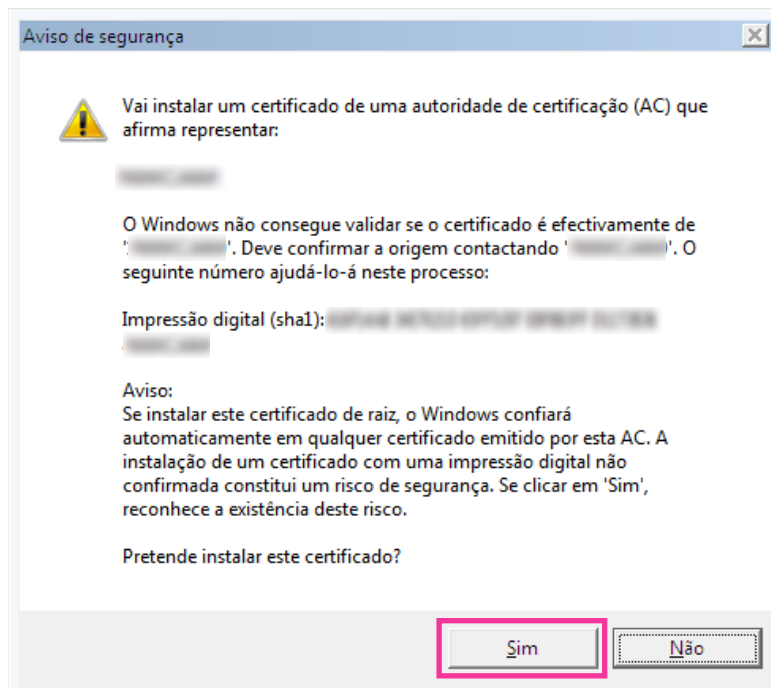 Aviso de segurança
Vai instalar um certificado de uma autoridade de certificação (AC) que
afirma representar:
O Windows não consegue validar se o certificado é efectivamente de
'                '. Deve confirmar a origem contactando '                '. O
seguinte número ajudá-lo-á neste processo:
Impressão digital (sha1):
Aviso:
Se instalar este certificado de raiz, o Windows confiará
automaticamente em qualquer certificado emitido por esta AC. A
instalação de um certificado com uma impressão digital não
confirmada constitui um risco de segurança. Se clicar em 'Sim',
reconhece a existência deste risco.
Pretende instalar este certificado?
Sim Não